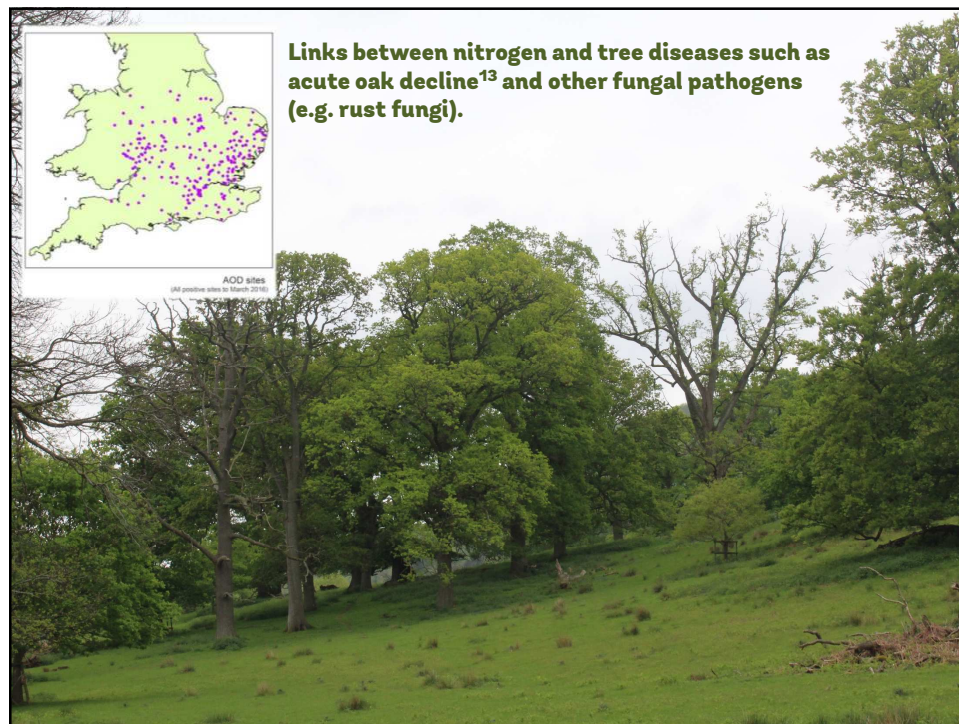 Links between nitrogen and tree diseases such as
acute oak decline¹³ and other fungal pathogens
(e.g. rust fungi).
AOD sites
(All positive sites to March 2016)